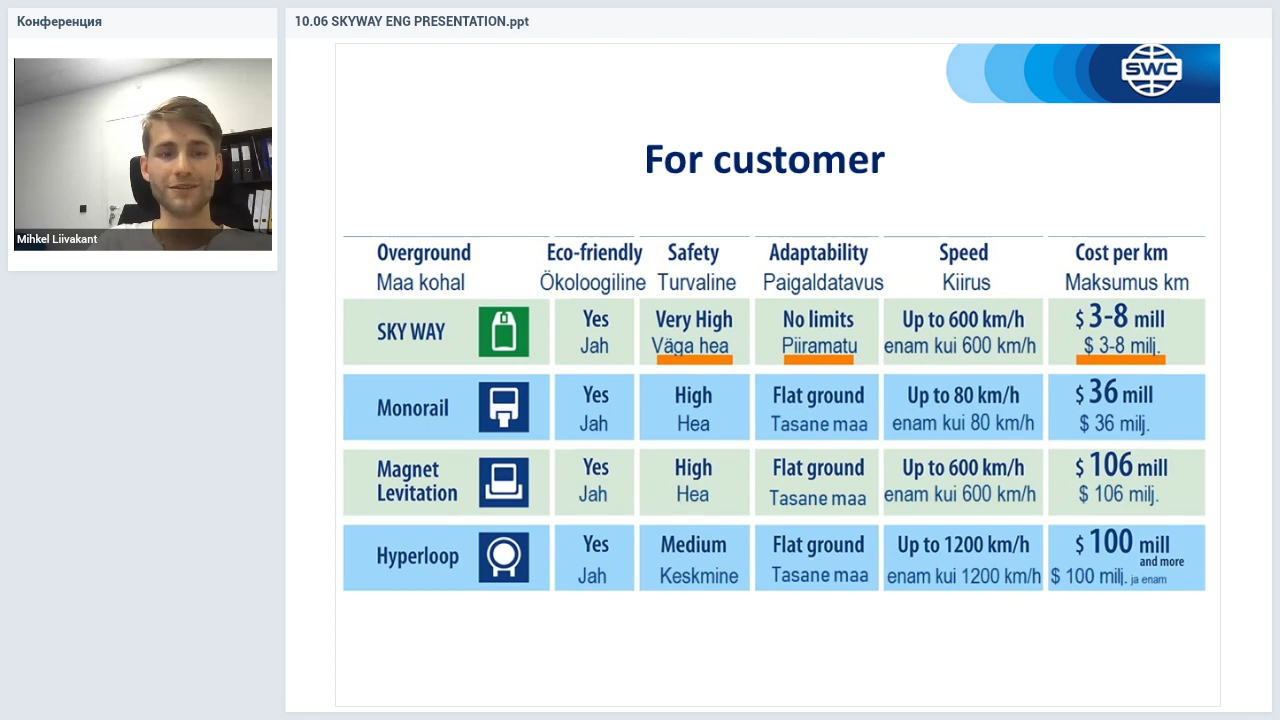 Конференция
10.06 SKYWAY ENG PRESENTATION.ppt
Mihkel Liivakant
SWC
For customer
Overground Eco-friendly Safety Adaptability Speed Cost per km
Maa kohal Ökoloogiline Turvaline Paigaldatavus Kiirus Maksumus km
SKY WAY Yes Very High No limits Up to 600 km/h $ 3-8 mill
Jah Väga hea Piiramatu enam kui 600 km/h $ 3-8 milj.
Monorail Yes High Flat ground Up to 80 km/h $ 36 mill
Jah Hea Tasane maa enam kui 80 km/h $ 36 milj.
Magnet Yes High Flat ground Up to 600 km/h $ 106 mill
Levitation Jah Hea Tasane maa enam kui 600 km/h $ 106 milj.
Hyperloop Yes Medium Flat ground Up to 1200 km/h $ 100 mill
and more
Jah Keskmine Tasane maa enam kui 1200 km/h $ 100 milj. ja enam